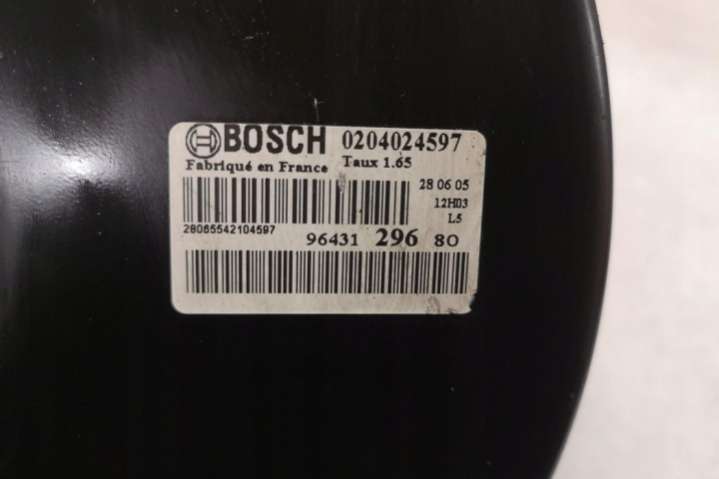 BOSCH 0204024597
Fabriqué en France Taux 1.65
28 06 05
12H03
L5
28065542104597
96431 296 80